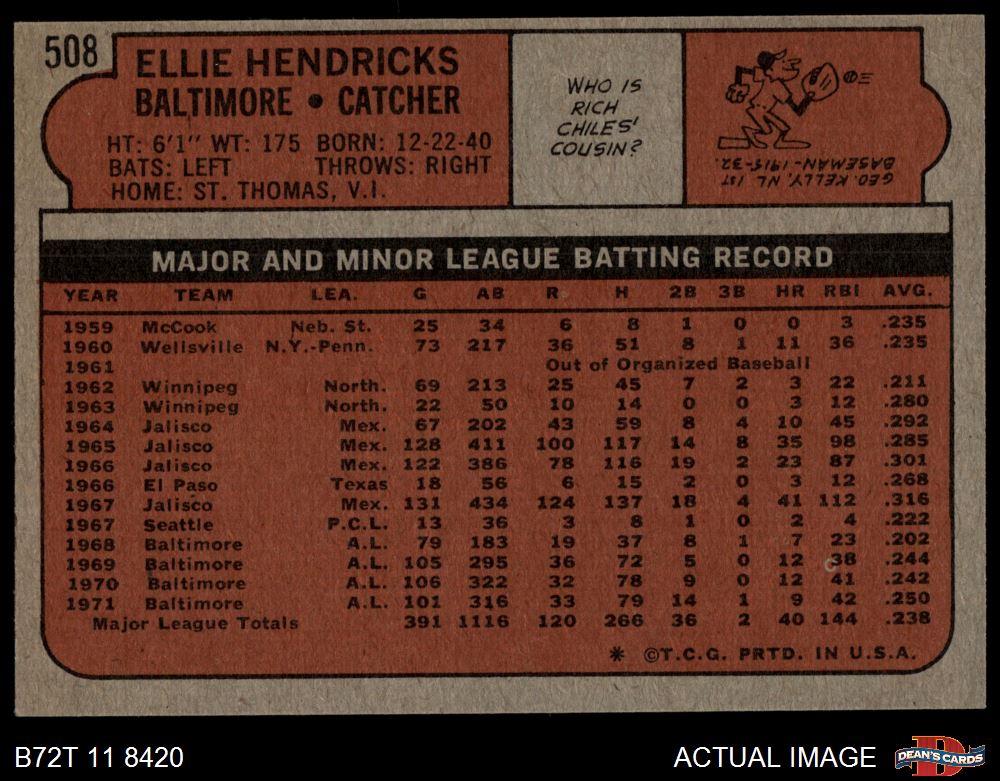 508
ELLIE HENDRICKS
BALTIMORE • CATCHER
HT: 6'1" WT: 175 BORN: 12-22-40
BATS: LEFT THROWS: RIGHT
HOME: ST. THOMAS, V.I.
WHO IS
RICH
CHILES'
COUSIN?
GEO. KELLY, NL 1ST
BASEMAN-1915-32.
MAJOR AND MINOR LEAGUE BATTING RECORD
YEAR TEAM LEA. G AB R H 2B 3B HR RBI AVG.
1959 McCook Neb. St. 25 34 6 8 1 0 0 3 .235
1960 Wellsville N.Y.-Penn. 73 217 36 51 8 1 11 36 .235
1961 Out of Organized Baseball
1962 Winnipeg North. 69 213 25 45 7 2 3 22 .211
1963 Winnipeg North. 22 50 10 14 0 0 3 12 .280
1964 Jalisco Mex. 67 202 43 59 8 4 10 45 .292
1965 Jalisco Mex. 128 411 100 117 14 8 35 98 .285
1966 Jalisco Mex. 122 386 78 116 19 2 23 87 .301
1966 El Paso Texas 18 56 6 15 2 0 3 12 .268
1967 Jalisco Mex. 131 434 124 137 18 4 41 112 .316
1967 Seattle P.C.L. 13 36 3 8 1 0 2 4 .222
1968 Baltimore A.L. 79 183 19 37 8 1 7 23 .202
1969 Baltimore A.L. 105 295 36 72 5 0 12 38 .244
1970 Baltimore A.L. 106 322 32 78 9 0 12 41 .242
1971 Baltimore A.L. 101 316 33 79 14 1 9 42 .250
Major League Totals 391 1116 120 266 36 2 40 144 .238
* ©T.C.G. PRTD. IN U.S.A.
B72T 11 8420
ACTUAL IMAGE
DEAN'S CARDS